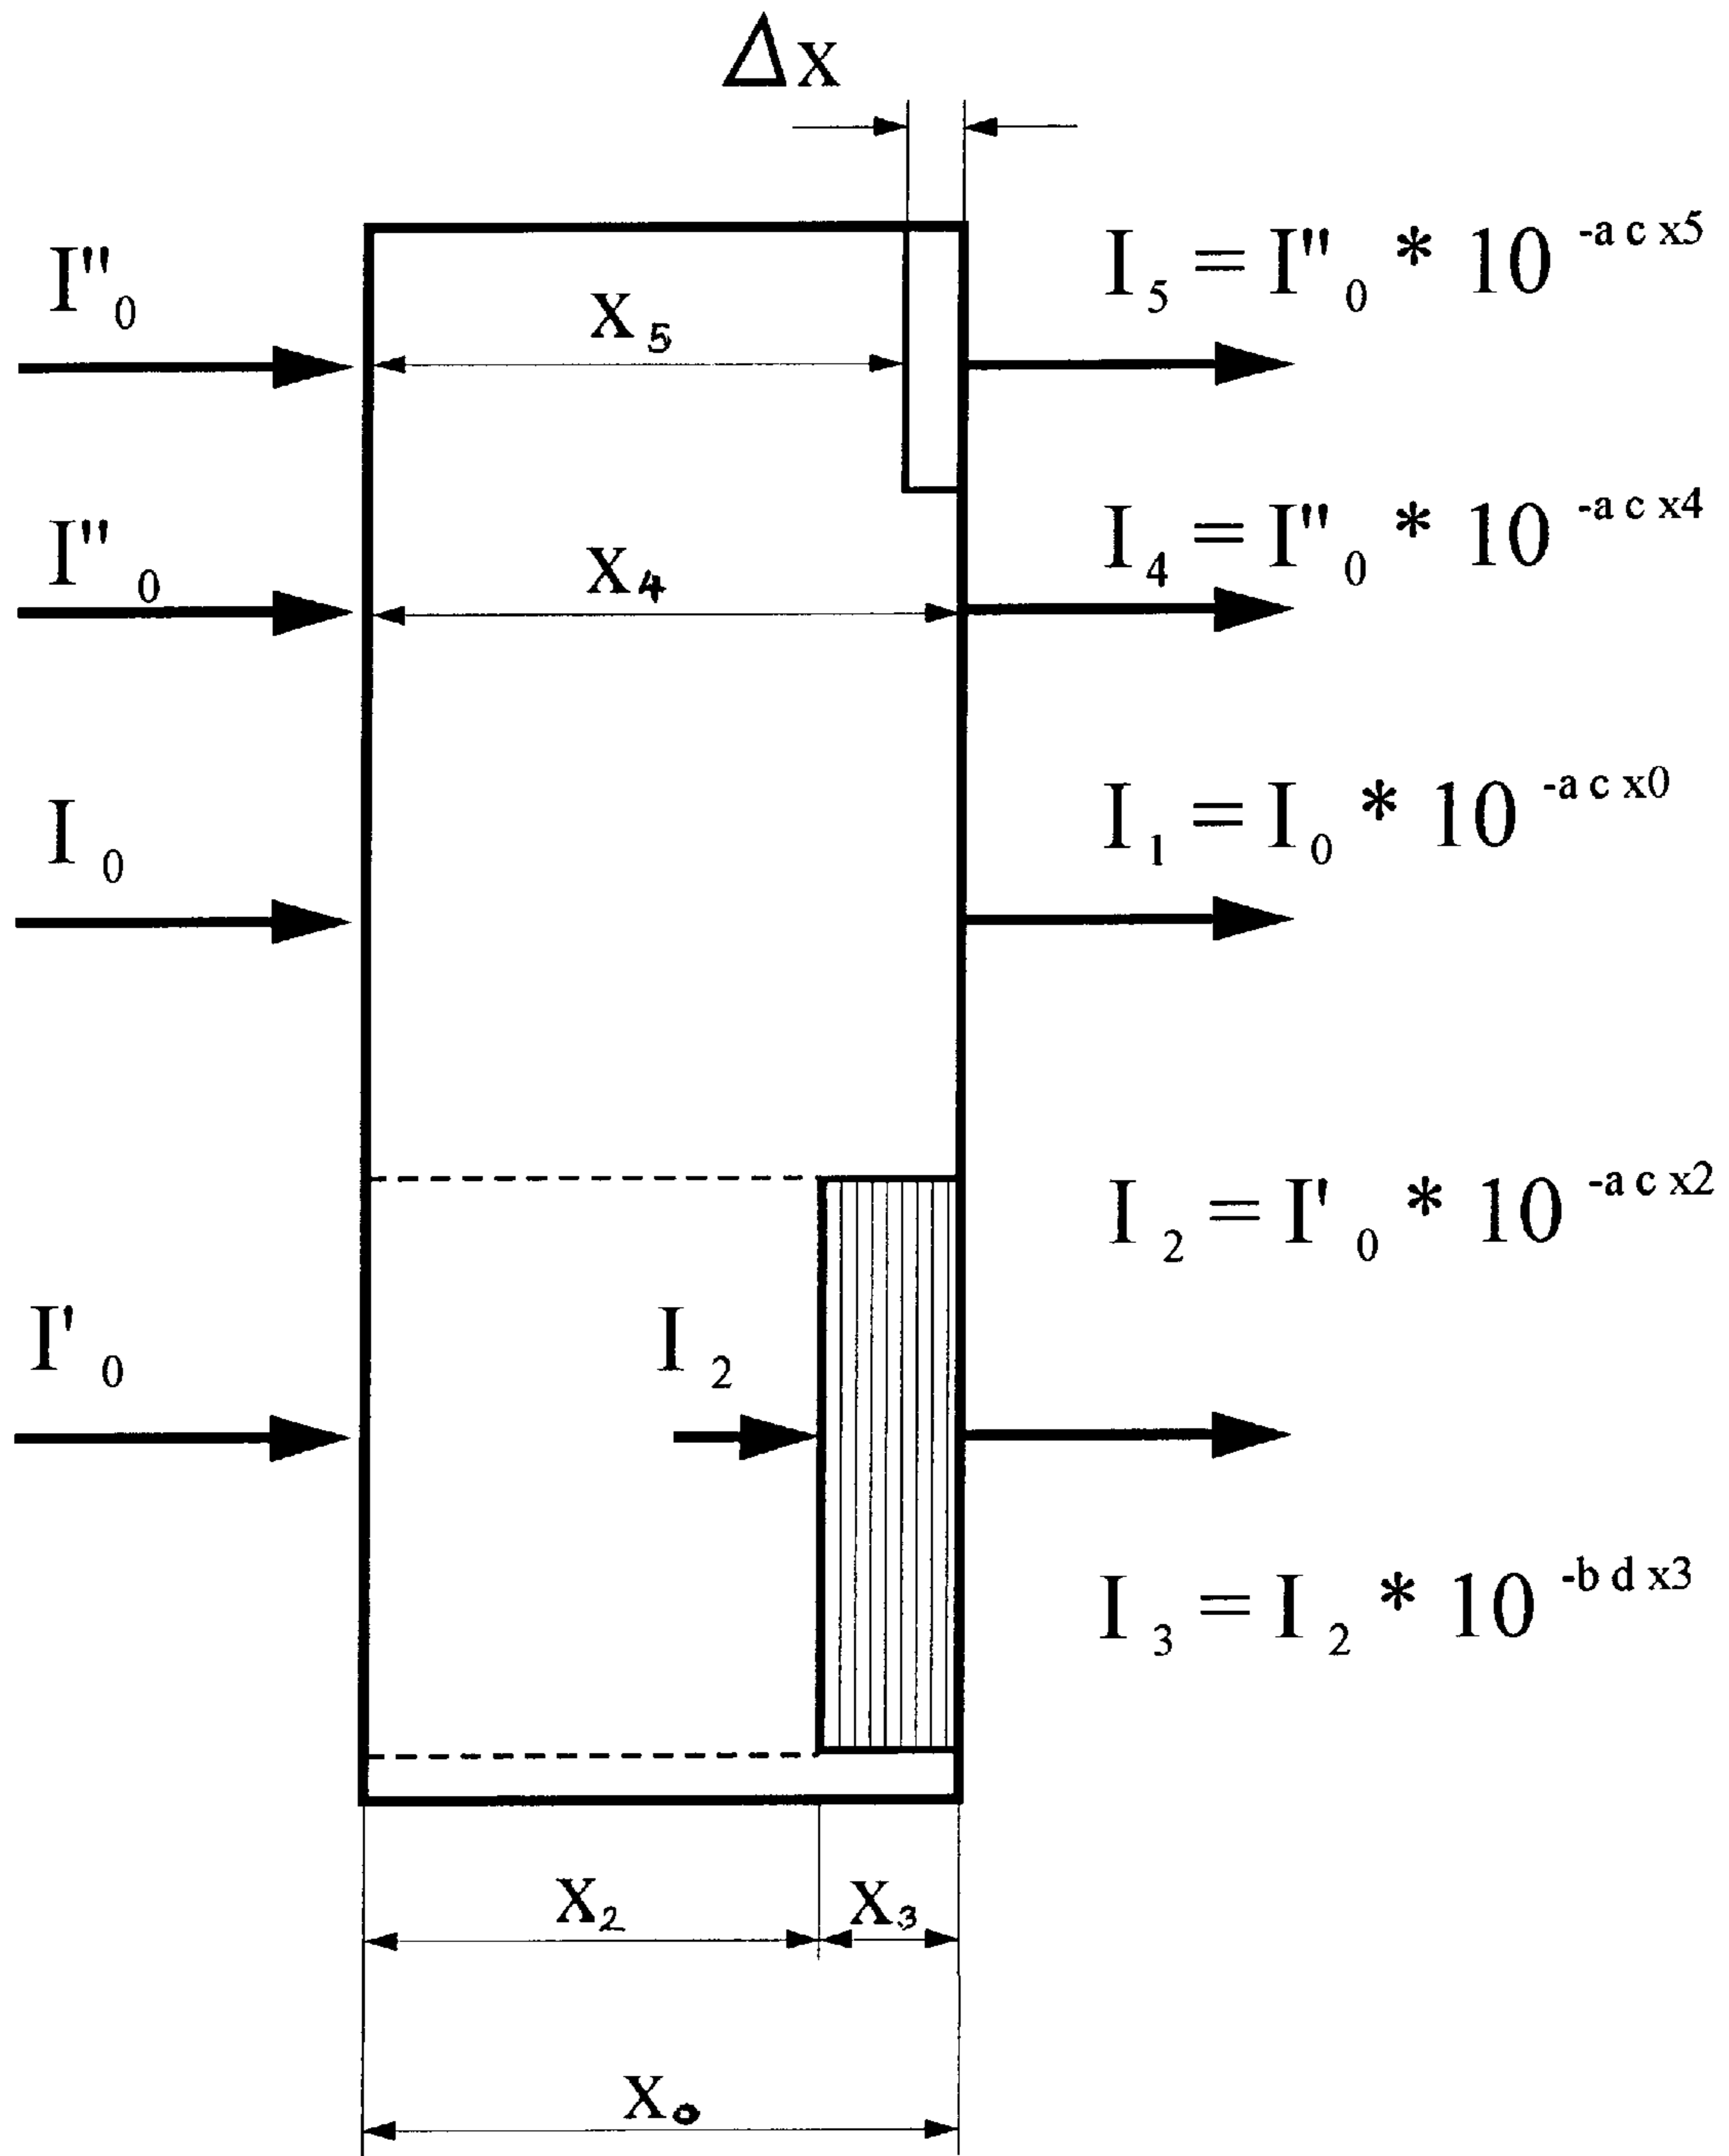 Δx
I"₀
x₅
I₅ = I"₀ * 10^-a c x5
I"₀
x₄
I₄ = I"₀ * 10^-a c x4
I₀
I₁ = I₀ * 10^-a c x0
I₂ = I'₀ * 10^-a c x2
I'₀
I₂
I₃ = I₂ * 10^-b d x3
x₂
x₃
x₀